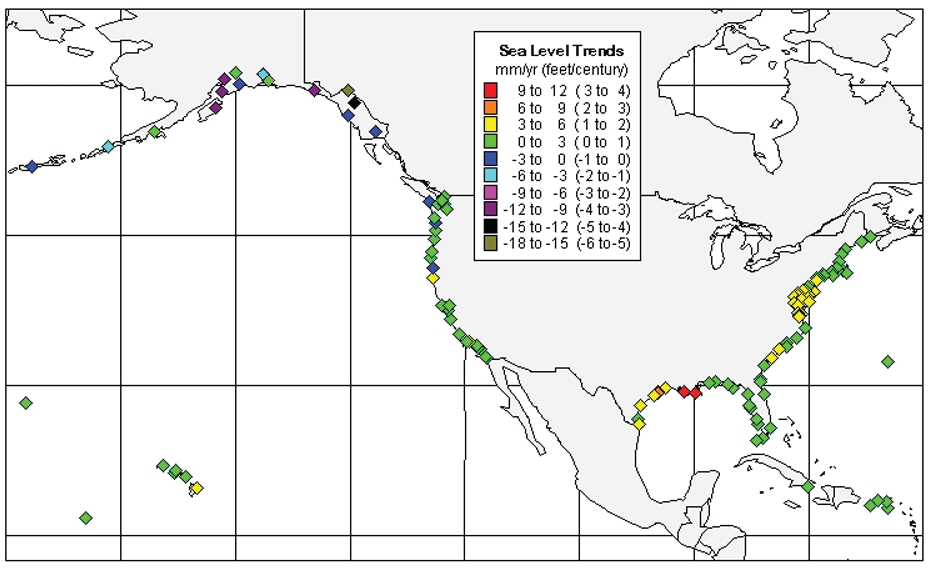 Sea Level Trends
mm/yr (feet/century)
9 to 12 (3 to 4)
6 to 9 (2 to 3)
3 to 6 (1 to 2)
0 to 3 (0 to 1)
-3 to 0 (-1 to 0)
-6 to -3 (-2 to -1)
-9 to -6 (-3 to -2)
-12 to -9 (-4 to -3)
-15 to -12 (-5 to -4)
-18 to -15 (-6 to -5)